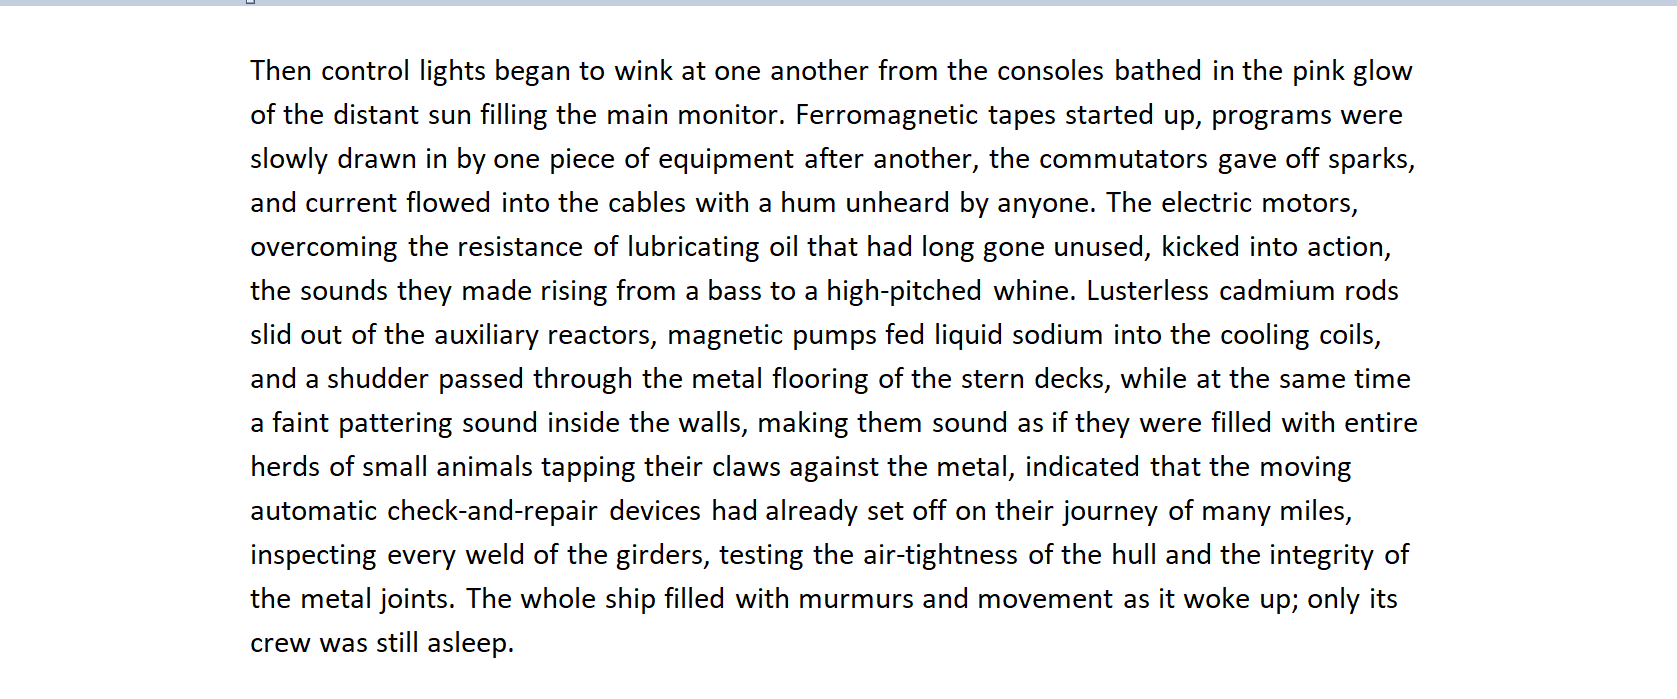 Then control lights began to wink at one another from the consoles bathed in the pink glow
of the distant sun filling the main monitor. Ferromagnetic tapes started up, programs were
slowly drawn in by one piece of equipment after another, the commutators gave off sparks,
and current flowed into the cables with a hum unheard by anyone. The electric motors,
overcoming the resistance of lubricating oil that had long gone unused, kicked into action,
the sounds they made rising from a bass to a high-pitched whine. Lusterless cadmium rods
slid out of the auxiliary reactors, magnetic pumps fed liquid sodium into the cooling coils,
and a shudder passed through the metal flooring of the stern decks, while at the same time
a faint pattering sound inside the walls, making them sound as if they were filled with entire
herds of small animals tapping their claws against the metal, indicated that the moving
automatic check-and-repair devices had already set off on their journey of many miles,
inspecting every weld of the girders, testing the air-tightness of the hull and the integrity of
the metal joints. The whole ship filled with murmurs and movement as it woke up; only its
crew was still asleep.